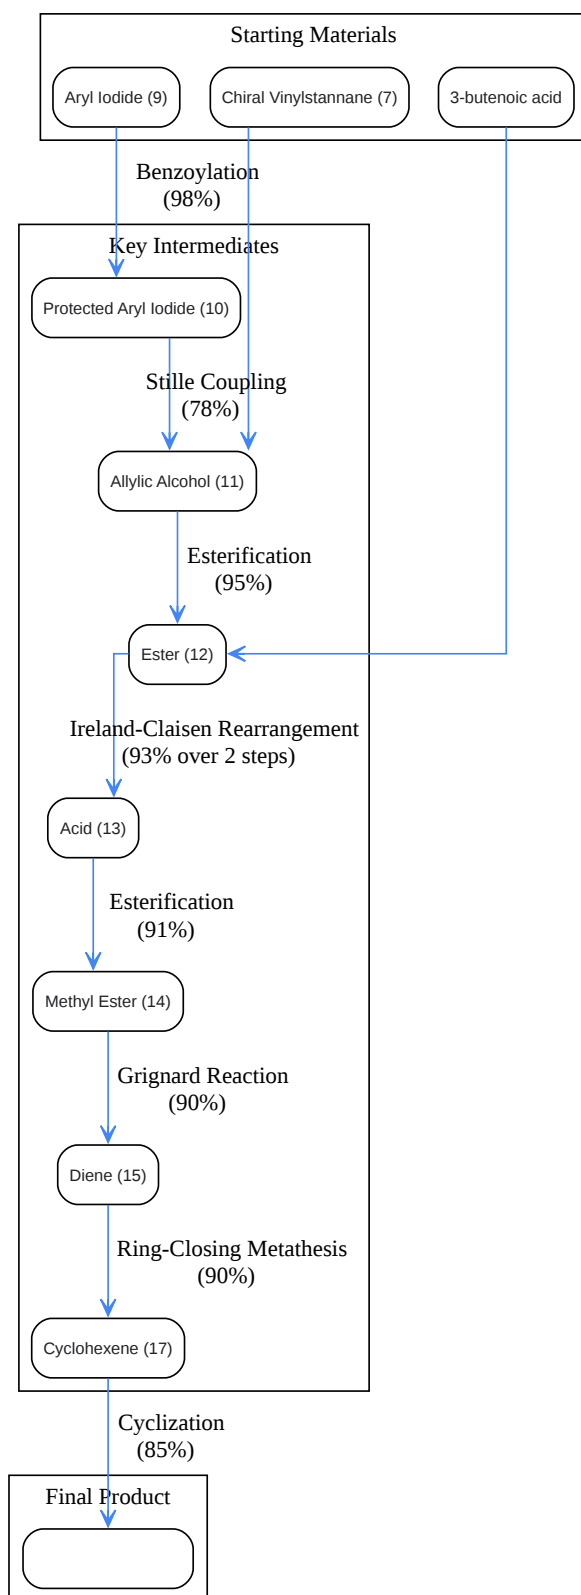 Starting Materials
Aryl Iodide (9)
Chiral Vinylstannane (7)
3-butenoic acid
Benzoylation
(98%)
Key Intermediates
Protected Aryl Iodide (10)
Stille Coupling
(78%)
Allylic Alcohol (11)
Esterification
(95%)
Ester (12)
Ireland-Claisen Rearrangement
(93% over 2 steps)
Acid (13)
Esterification
(91%)
Methyl Ester (14)
Grignard Reaction
(90%)
Diene (15)
Ring-Closing Metathesis
(90%)
Cyclohexene (17)
Cyclization
(85%)
Final Product